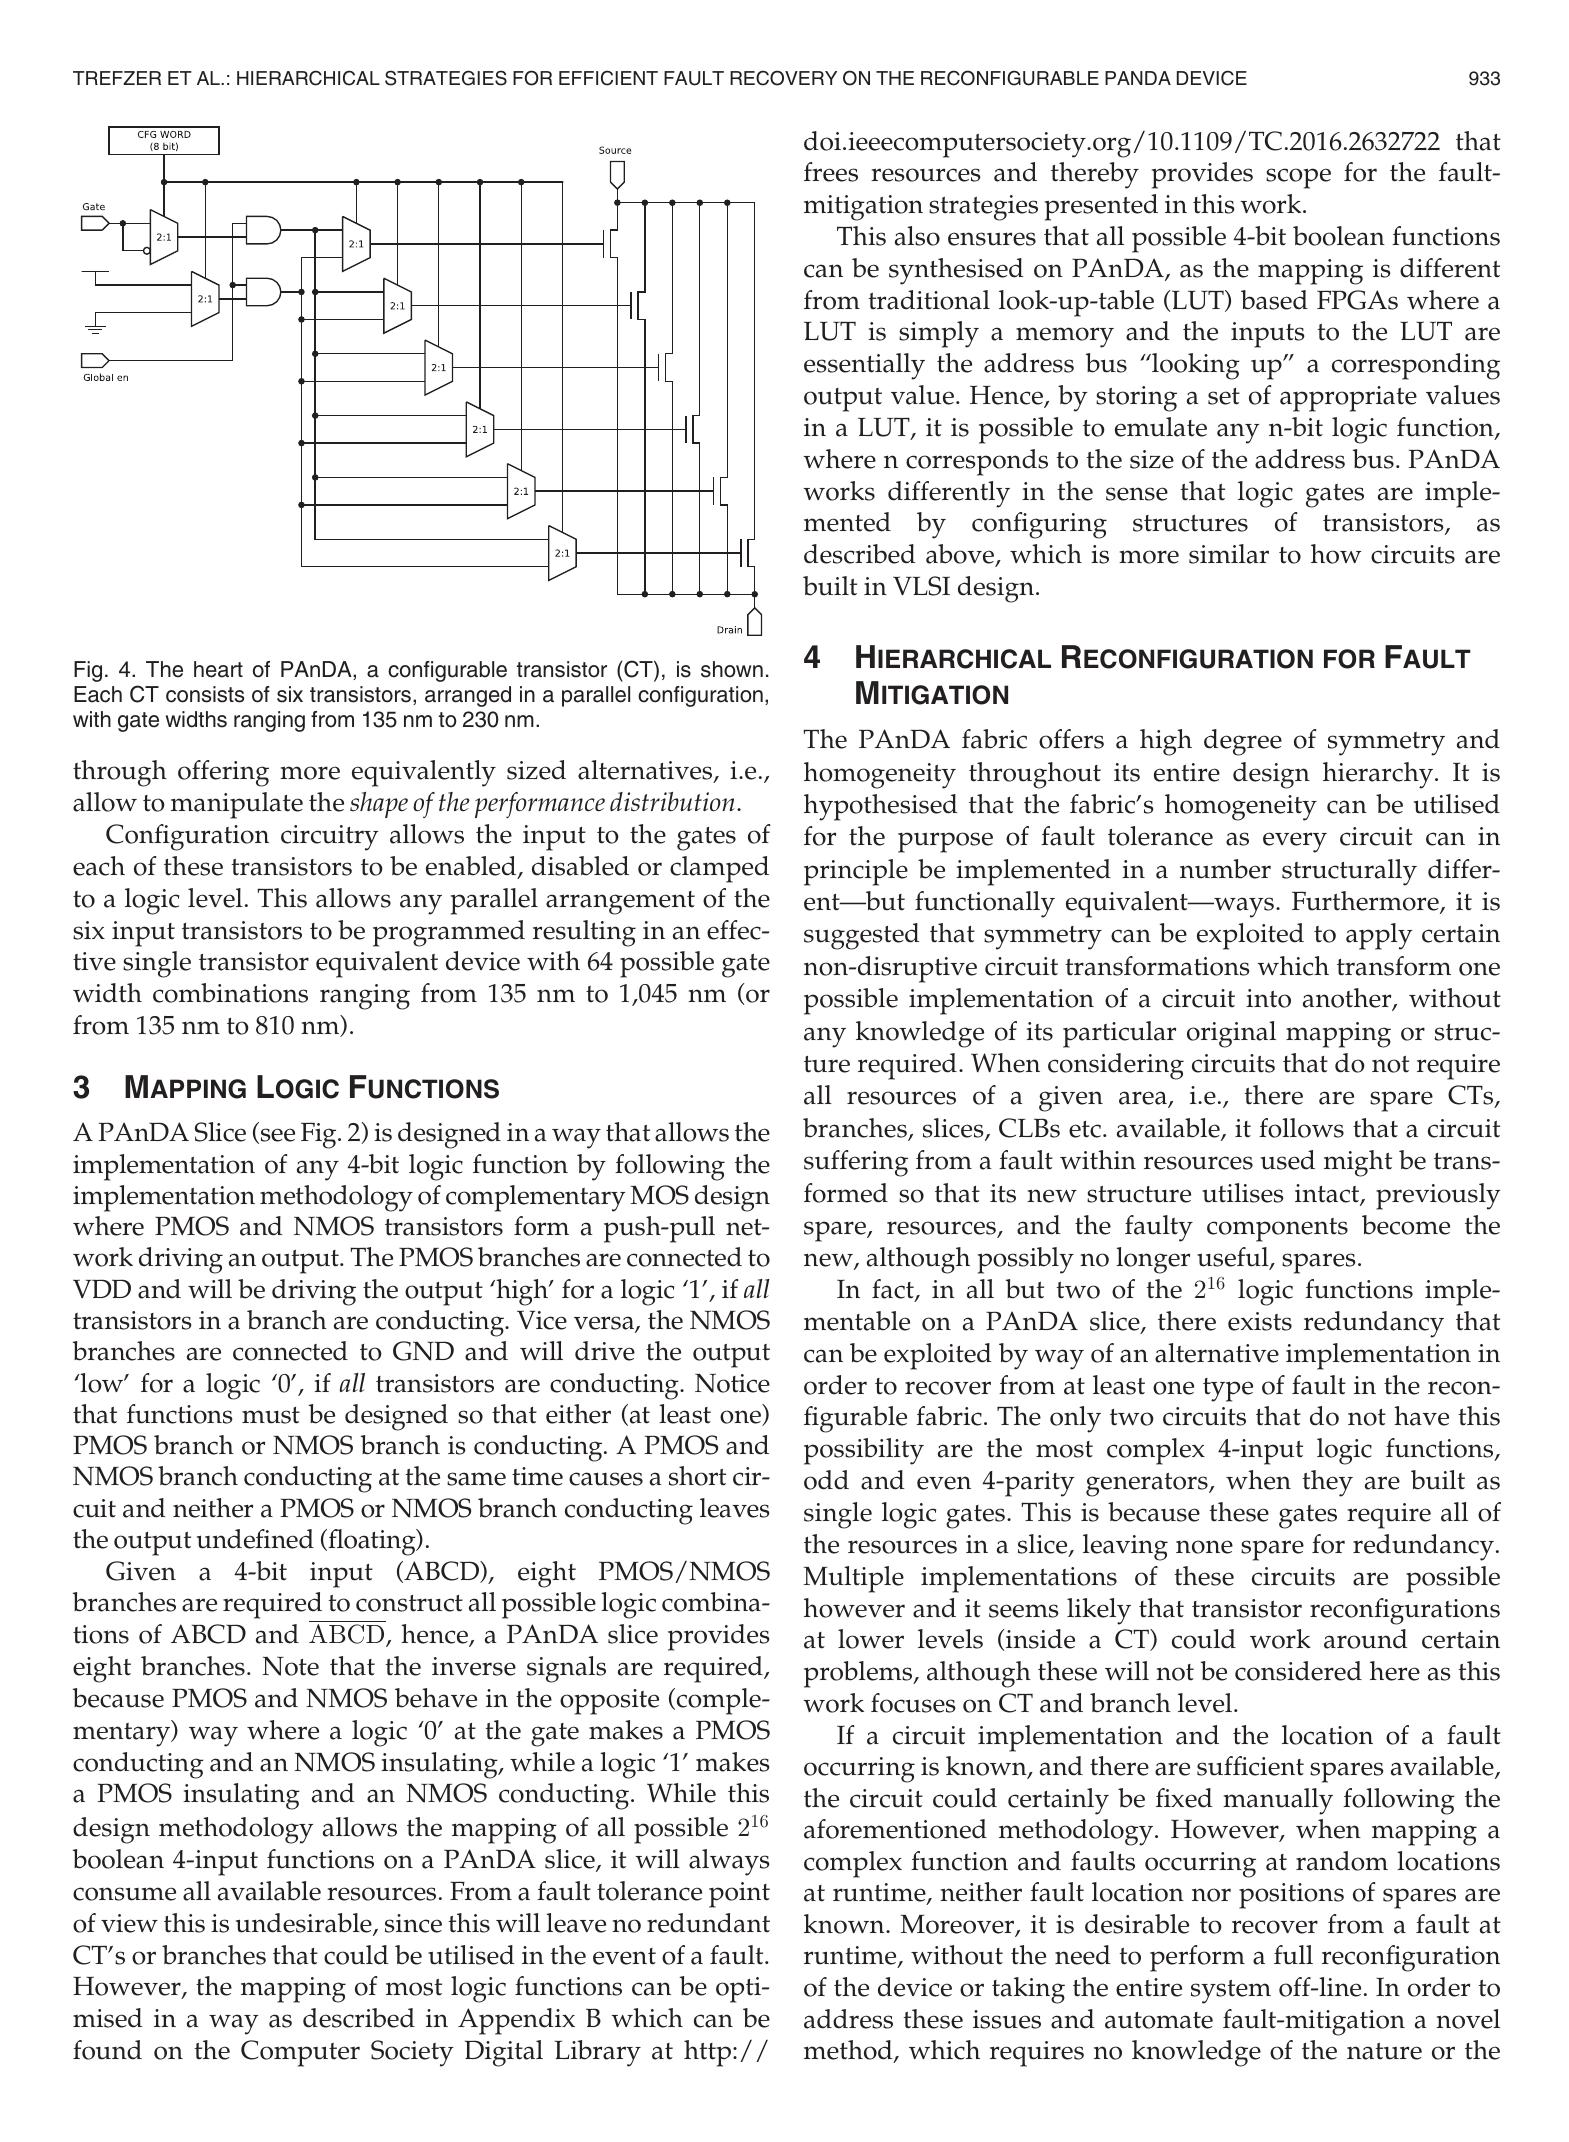 TREFZER ET AL.: HIERARCHICAL STRATEGIES FOR EFFICIENT FAULT RECOVERY ON THE RECONFIGURABLE PANDA DEVICE 933
CFG WORD
(8 bit)
Source
Gate
2:1
2:1
2:1
2:1
Global en
2:1
2:1
2:1
2:1
Drain
Fig. 4. The heart of PAnDA, a configurable transistor (CT), is shown.
Each CT consists of six transistors, arranged in a parallel configuration,
with gate widths ranging from 135 nm to 230 nm.
through offering more equivalently sized alternatives, i.e.,
allow to manipulate the shape of the performance distribution.
Configuration circuitry allows the input to the gates of
each of these transistors to be enabled, disabled or clamped
to a logic level. This allows any parallel arrangement of the
six input transistors to be programmed resulting in an effec-
tive single transistor equivalent device with 64 possible gate
width combinations ranging from 135 nm to 1,045 nm (or
from 135 nm to 810 nm).
3 MAPPING LOGIC FUNCTIONS
A PAnDA Slice (see Fig. 2) is designed in a way that allows the
implementation of any 4-bit logic function by following the
implementation methodology of complementary MOS design
where PMOS and NMOS transistors form a push-pull net-
work driving an output. The PMOS branches are connected to
VDD and will be driving the output ‘high’ for a logic ‘1’, if all
transistors in a branch are conducting. Vice versa, the NMOS
branches are connected to GND and will drive the output
‘low’ for a logic ‘0’, if all transistors are conducting. Notice
that functions must be designed so that either (at least one)
PMOS branch or NMOS branch is conducting. A PMOS and
NMOS branch conducting at the same time causes a short cir-
cuit and neither a PMOS or NMOS branch conducting leaves
the output undefined (floating).
Given a 4-bit input (ABCD), eight PMOS/NMOS
branches are required to construct all possible logic combina-
tions of ABCD and A̅B̅C̅D̅, hence, a PAnDA slice provides
eight branches. Note that the inverse signals are required,
because PMOS and NMOS behave in the opposite (comple-
mentary) way where a logic ‘0’ at the gate makes a PMOS
conducting and an NMOS insulating, while a logic ‘1’ makes
a PMOS insulating and an NMOS conducting. While this
design methodology allows the mapping of all possible 2¹⁶
boolean 4-input functions on a PAnDA slice, it will always
consume all available resources. From a fault tolerance point
of view this is undesirable, since this will leave no redundant
CT’s or branches that could be utilised in the event of a fault.
However, the mapping of most logic functions can be opti-
mised in a way as described in Appendix B which can be
found on the Computer Society Digital Library at http://
doi.ieeecomputersociety.org/10.1109/TC.2016.2632722 that
frees resources and thereby provides scope for the fault-
mitigation strategies presented in this work.
This also ensures that all possible 4-bit boolean functions
can be synthesised on PAnDA, as the mapping is different
from traditional look-up-table (LUT) based FPGAs where a
LUT is simply a memory and the inputs to the LUT are
essentially the address bus “looking up” a corresponding
output value. Hence, by storing a set of appropriate values
in a LUT, it is possible to emulate any n-bit logic function,
where n corresponds to the size of the address bus. PAnDA
works differently in the sense that logic gates are imple-
mented by configuring structures of transistors, as
described above, which is more similar to how circuits are
built in VLSI design.
4 HIERARCHICAL RECONFIGURATION FOR FAULT
MITIGATION
The PAnDA fabric offers a high degree of symmetry and
homogeneity throughout its entire design hierarchy. It is
hypothesised that the fabric’s homogeneity can be utilised
for the purpose of fault tolerance as every circuit can in
principle be implemented in a number structurally differ-
ent—but functionally equivalent—ways. Furthermore, it is
suggested that symmetry can be exploited to apply certain
non-disruptive circuit transformations which transform one
possible implementation of a circuit into another, without
any knowledge of its particular original mapping or struc-
ture required. When considering circuits that do not require
all resources of a given area, i.e., there are spare CTs,
branches, slices, CLBs etc. available, it follows that a circuit
suffering from a fault within resources used might be trans-
formed so that its new structure utilises intact, previously
spare, resources, and the faulty components become the
new, although possibly no longer useful, spares.
In fact, in all but two of the 2¹⁶ logic functions imple-
mentable on a PAnDA slice, there exists redundancy that
can be exploited by way of an alternative implementation in
order to recover from at least one type of fault in the recon-
figurable fabric. The only two circuits that do not have this
possibility are the most complex 4-input logic functions,
odd and even 4-parity generators, when they are built as
single logic gates. This is because these gates require all of
the resources in a slice, leaving none spare for redundancy.
Multiple implementations of these circuits are possible
however and it seems likely that transistor reconfigurations
at lower levels (inside a CT) could work around certain
problems, although these will not be considered here as this
work focuses on CT and branch level.
If a circuit implementation and the location of a fault
occurring is known, and there are sufficient spares available,
the circuit could certainly be fixed manually following the
aforementioned methodology. However, when mapping a
complex function and faults occurring at random locations
at runtime, neither fault location nor positions of spares are
known. Moreover, it is desirable to recover from a fault at
runtime, without the need to perform a full reconfiguration
of the device or taking the entire system off-line. In order to
address these issues and automate fault-mitigation a novel
method, which requires no knowledge of the nature or the